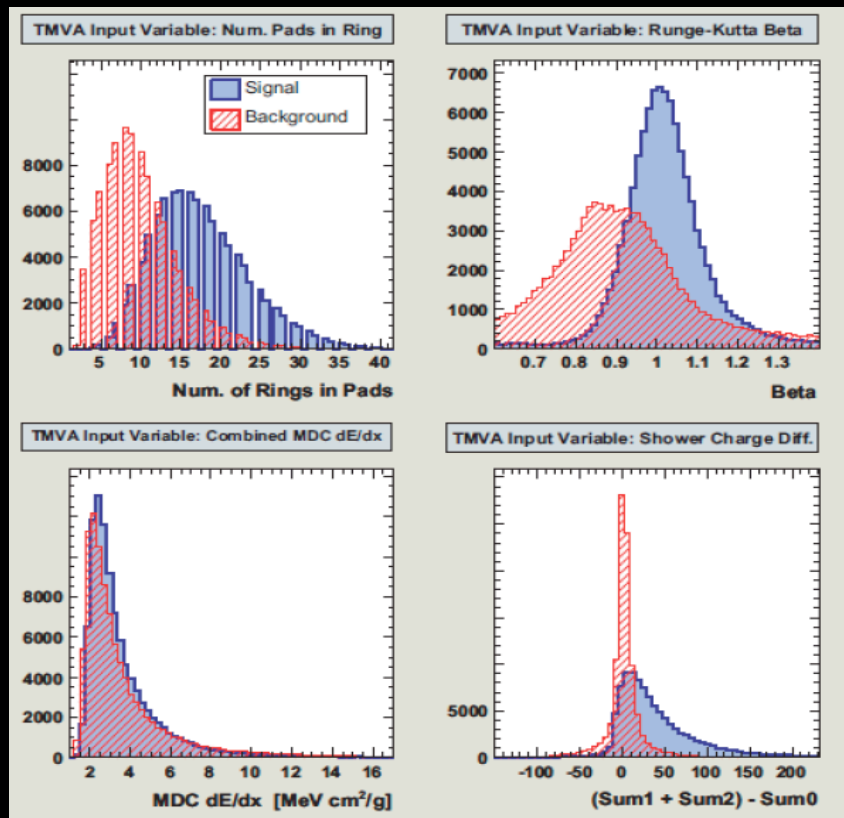 TMVA Input Variable: Num. Pads in Ring
Signal
Background
8000
6000
4000
2000
0
5 10 15 20 25 30 35 40
Num. of Rings in Pads
TMVA Input Variable: Runge-Kutta Beta
7000
6000
5000
4000
3000
2000
1000
0
0.7 0.8 0.9 1 1.1 1.2 1.3
Beta
TMVA Input Variable: Combined MDC dE/dx
8000
6000
4000
2000
0
2 4 6 8 10 12 14 16
MDC dE/dx [MeV cm²/g]
TMVA Input Variable: Shower Charge Diff.
5000
0
-100 -50 0 50 100 150 200
(Sum1 + Sum2) - Sum0